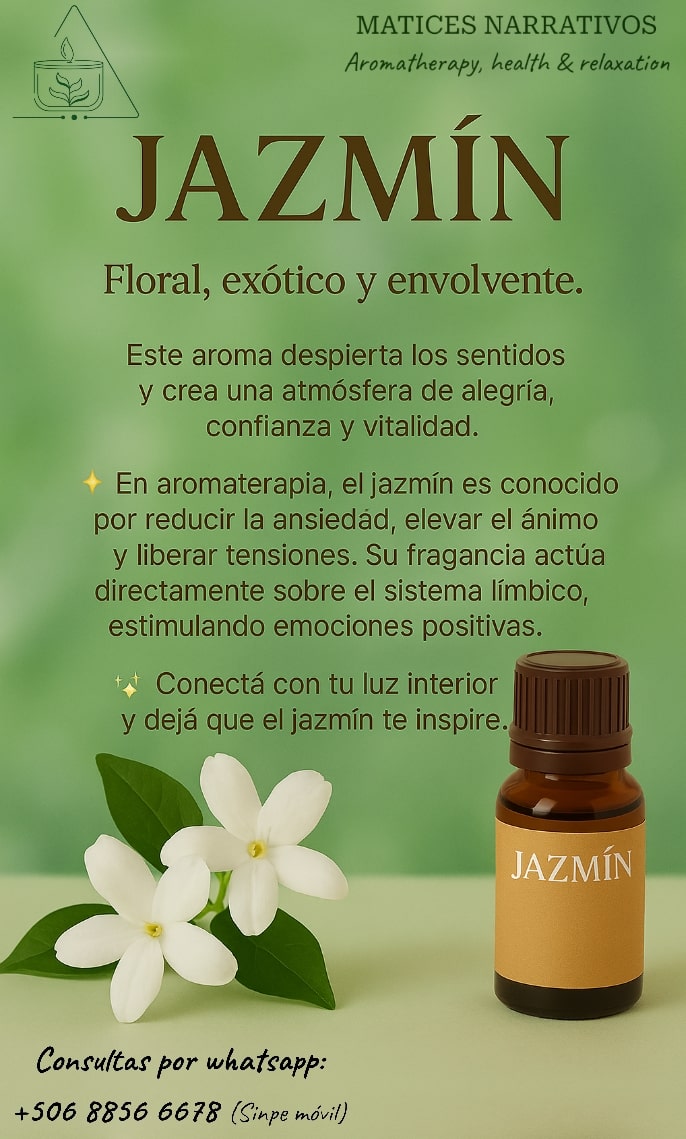 MATICES NARRATIVOS
Aromatherapy, health & relaxation
JAZMÍN
Floral, exótico y envolvente.
Este aroma despierta los sentidos
y crea una atmósfera de alegría,
confianza y vitalidad.
✨ En aromaterapia, el jazmín es conocido
por reducir la ansiedad, elevar el ánimo
y liberar tensiones. Su fragancia actúa
directamente sobre el sistema límbico,
estimulando emociones positivas.
✨ Conectá con tu luz interior
y dejá que el jazmín te inspire.
JAZMÍN
Consultas por whatsapp:
+506 8856 6678 (Sinpe móvil)